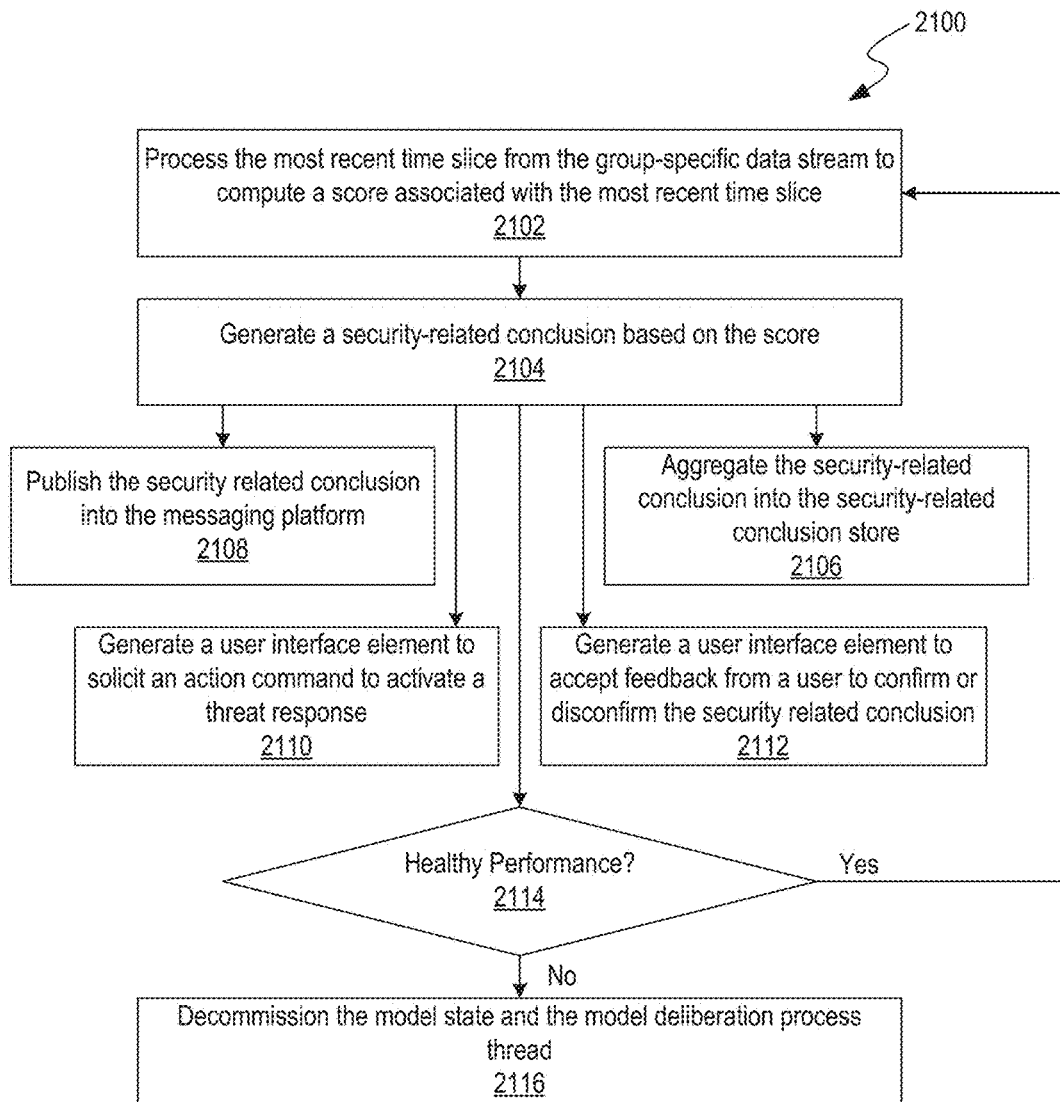 2100
Process the most recent time slice from the group-specific data stream to
compute a score associated with the most recent time slice
2102
Generate a security-related conclusion based on the score
2104
Publish the security related conclusion
into the messaging platform
2108
Aggregate the security-related
conclusion into the security-related
conclusion store
2106
Generate a user interface element to
solicit an action command to activate a
threat response
2110
Generate a user interface element to
accept feedback from a user to confirm or
disconfirm the security related conclusion
2112
Healthy Performance?
2114
Yes
No
Decommission the model state and the model deliberation process
thread
2116